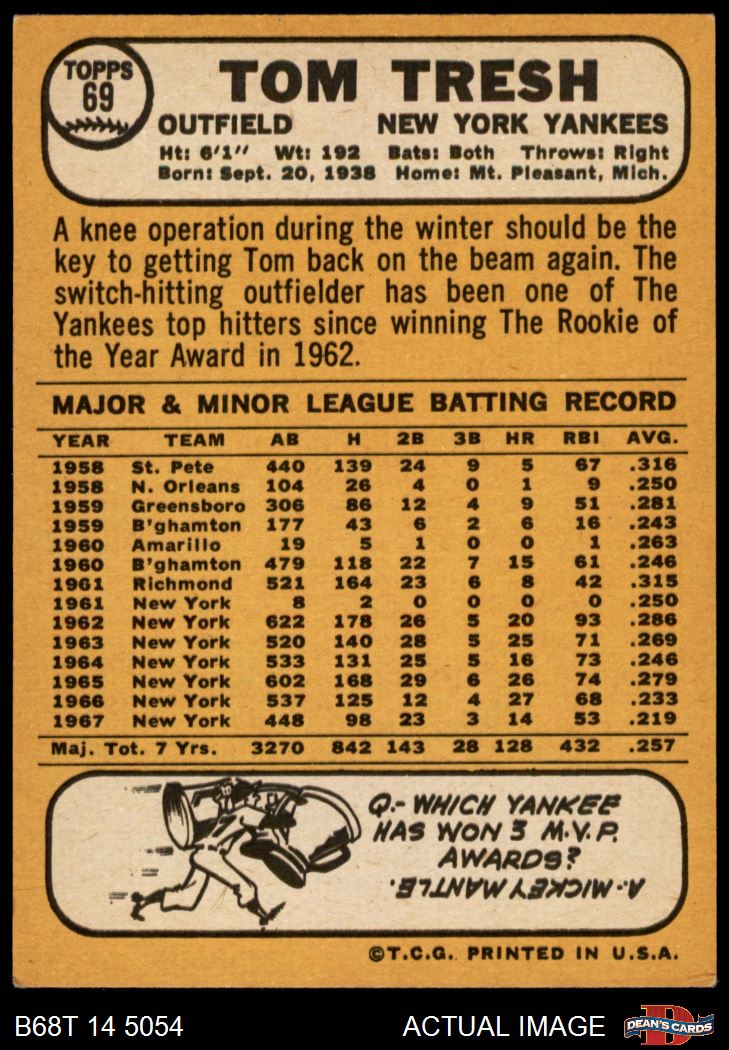 TOPPS
69
TOM TRESH
OUTFIELD NEW YORK YANKEES
Ht: 6'1" Wt: 192 Bats: Both Throws: Right
Born: Sept. 20, 1938 Home: Mt. Pleasant, Mich.
A knee operation during the winter should be the
key to getting Tom back on the beam again. The
switch-hitting outfielder has been one of The
Yankees top hitters since winning The Rookie of
the Year Award in 1962.
MAJOR & MINOR LEAGUE BATTING RECORD
YEAR TEAM AB H 2B 3B HR RBI AVG.
1958 St. Pete 440 139 24 9 5 67 .316
1958 N. Orleans 104 26 4 0 1 9 .250
1959 Greensboro 306 86 12 4 9 51 .281
1959 B'ghamton 177 43 6 2 6 16 .243
1960 Amarillo 19 5 1 0 0 1 .263
1960 B'ghamton 479 118 22 7 15 61 .246
1961 Richmond 521 164 23 6 8 42 .315
1961 New York 8 2 0 0 0 0 .250
1962 New York 622 178 26 5 20 93 .286
1963 New York 520 140 28 5 25 71 .269
1964 New York 533 131 25 5 16 73 .246
1965 New York 602 168 29 6 26 74 .279
1966 New York 537 125 12 4 27 68 .233
1967 New York 448 98 23 3 14 53 .219
Maj. Tot. 7 Yrs. 3270 842 143 28 128 432 .257
Q.- WHICH YANKEE
HAS WON 3 M.V.P.
AWARDS?
A.- MICKEY MANTLE.
©T.C.G. PRINTED IN U.S.A.
B68T 14 5054 ACTUAL IMAGE
DEAN'S CARDS